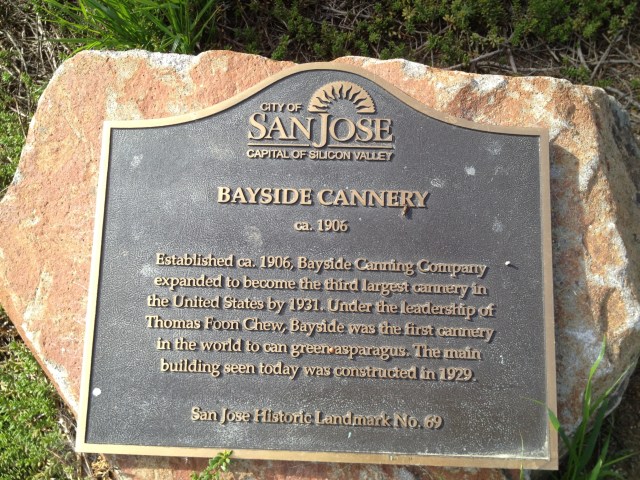 CITY OF
SAN JOSE
CAPITAL OF SILICON VALLEY
BAYSIDE CANNERY
ca. 1906
Established ca. 1906, Bayside Canning Company
expanded to become the third largest cannery in
the United States by 1931. Under the leadership of
Thomas Foon Chew, Bayside was the first cannery
in the world to can green asparagus. The main
building seen today was constructed in 1929.
San Jose Historic Landmark No. 69